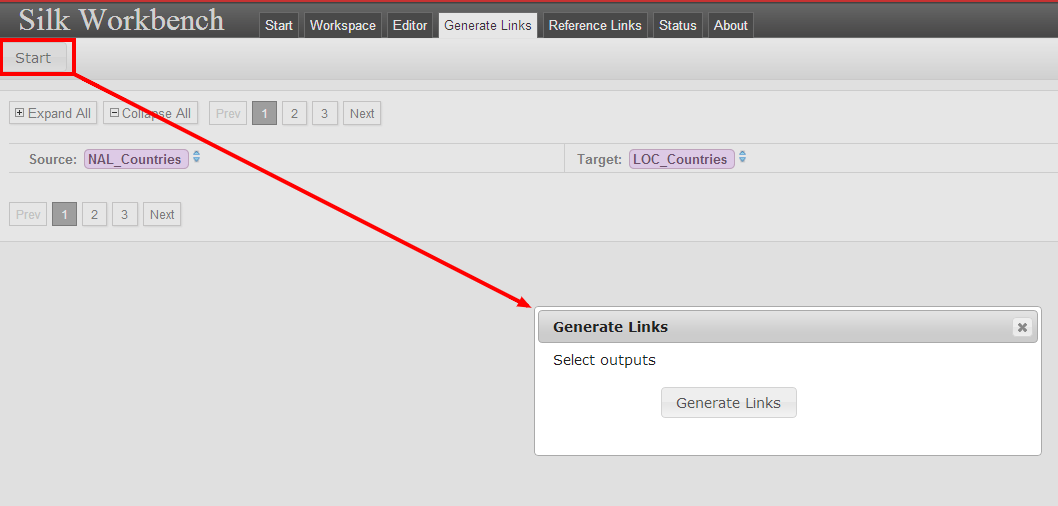 Silk Workbench Start Workspace Editor Generate Links Reference Links Status About
Start
Expand All Collapse All Prev 1 2 3 Next
Source: NAL_Countries Target: LOC_Countries
Prev 1 2 3 Next
Generate Links
Select outputs
Generate Links